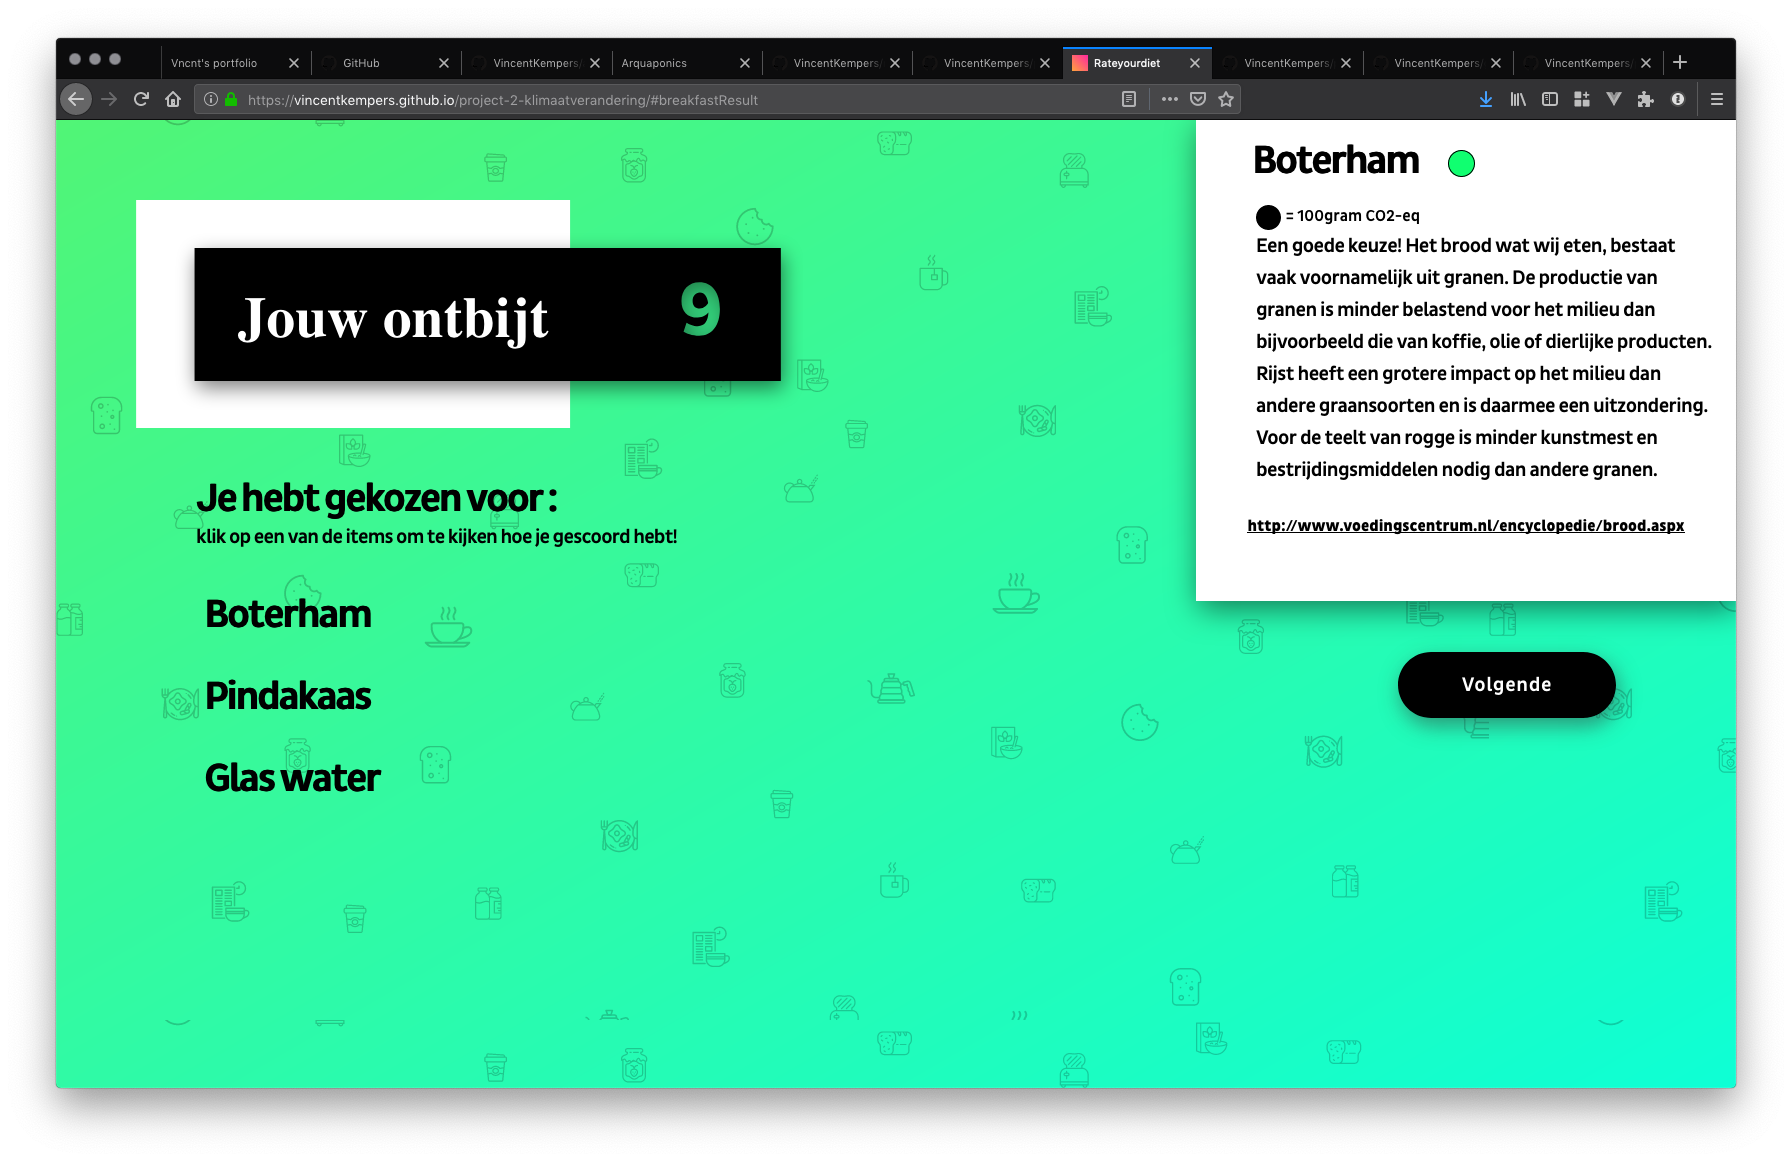 Vncnt's portfolio
GitHub
VincentKempers/
Arquaponics
VincentKempers/
VincentKempers/
Rateyourdiet
VincentKempers/
VincentKempers/
VincentKempers/
https://vincentkempers.github.io/project-2-klimaatverandering/#breakfastResult
Jouw ontbijt 9
Je hebt gekozen voor :
klik op een van de items om te kijken hoe je gescoord hebt!
Boterham
Pindakaas
Glas water
Boterham
= 100gram CO2-eq
Een goede keuze! Het brood wat wij eten, bestaat
vaak voornamelijk uit granen. De productie van
granen is minder belastend voor het milieu dan
bijvoorbeeld die van koffie, olie of dierlijke producten.
Rijst heeft een grotere impact op het milieu dan
andere graansoorten en is daarmee een uitzondering.
Voor de teelt van rogge is minder kunstmest en
bestrijdingsmiddelen nodig dan andere granen.
http://www.voedingscentrum.nl/encyclopedie/brood.aspx
Volgende